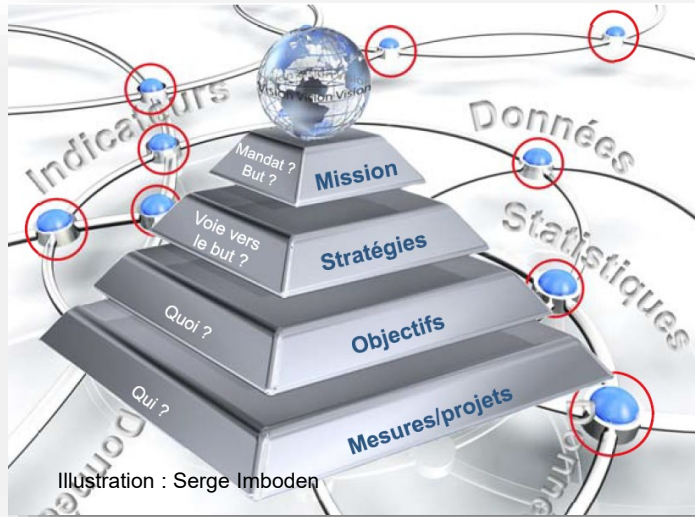 Vision Vision Vision
Indicateurs
Données
Mandat ?
But ?
Mission
Statistiques
Voie vers
le but ?
Stratégies
Quoi ?
Objectifs
Qui ?
Mesures/projets
Illustration : Serge Imboden